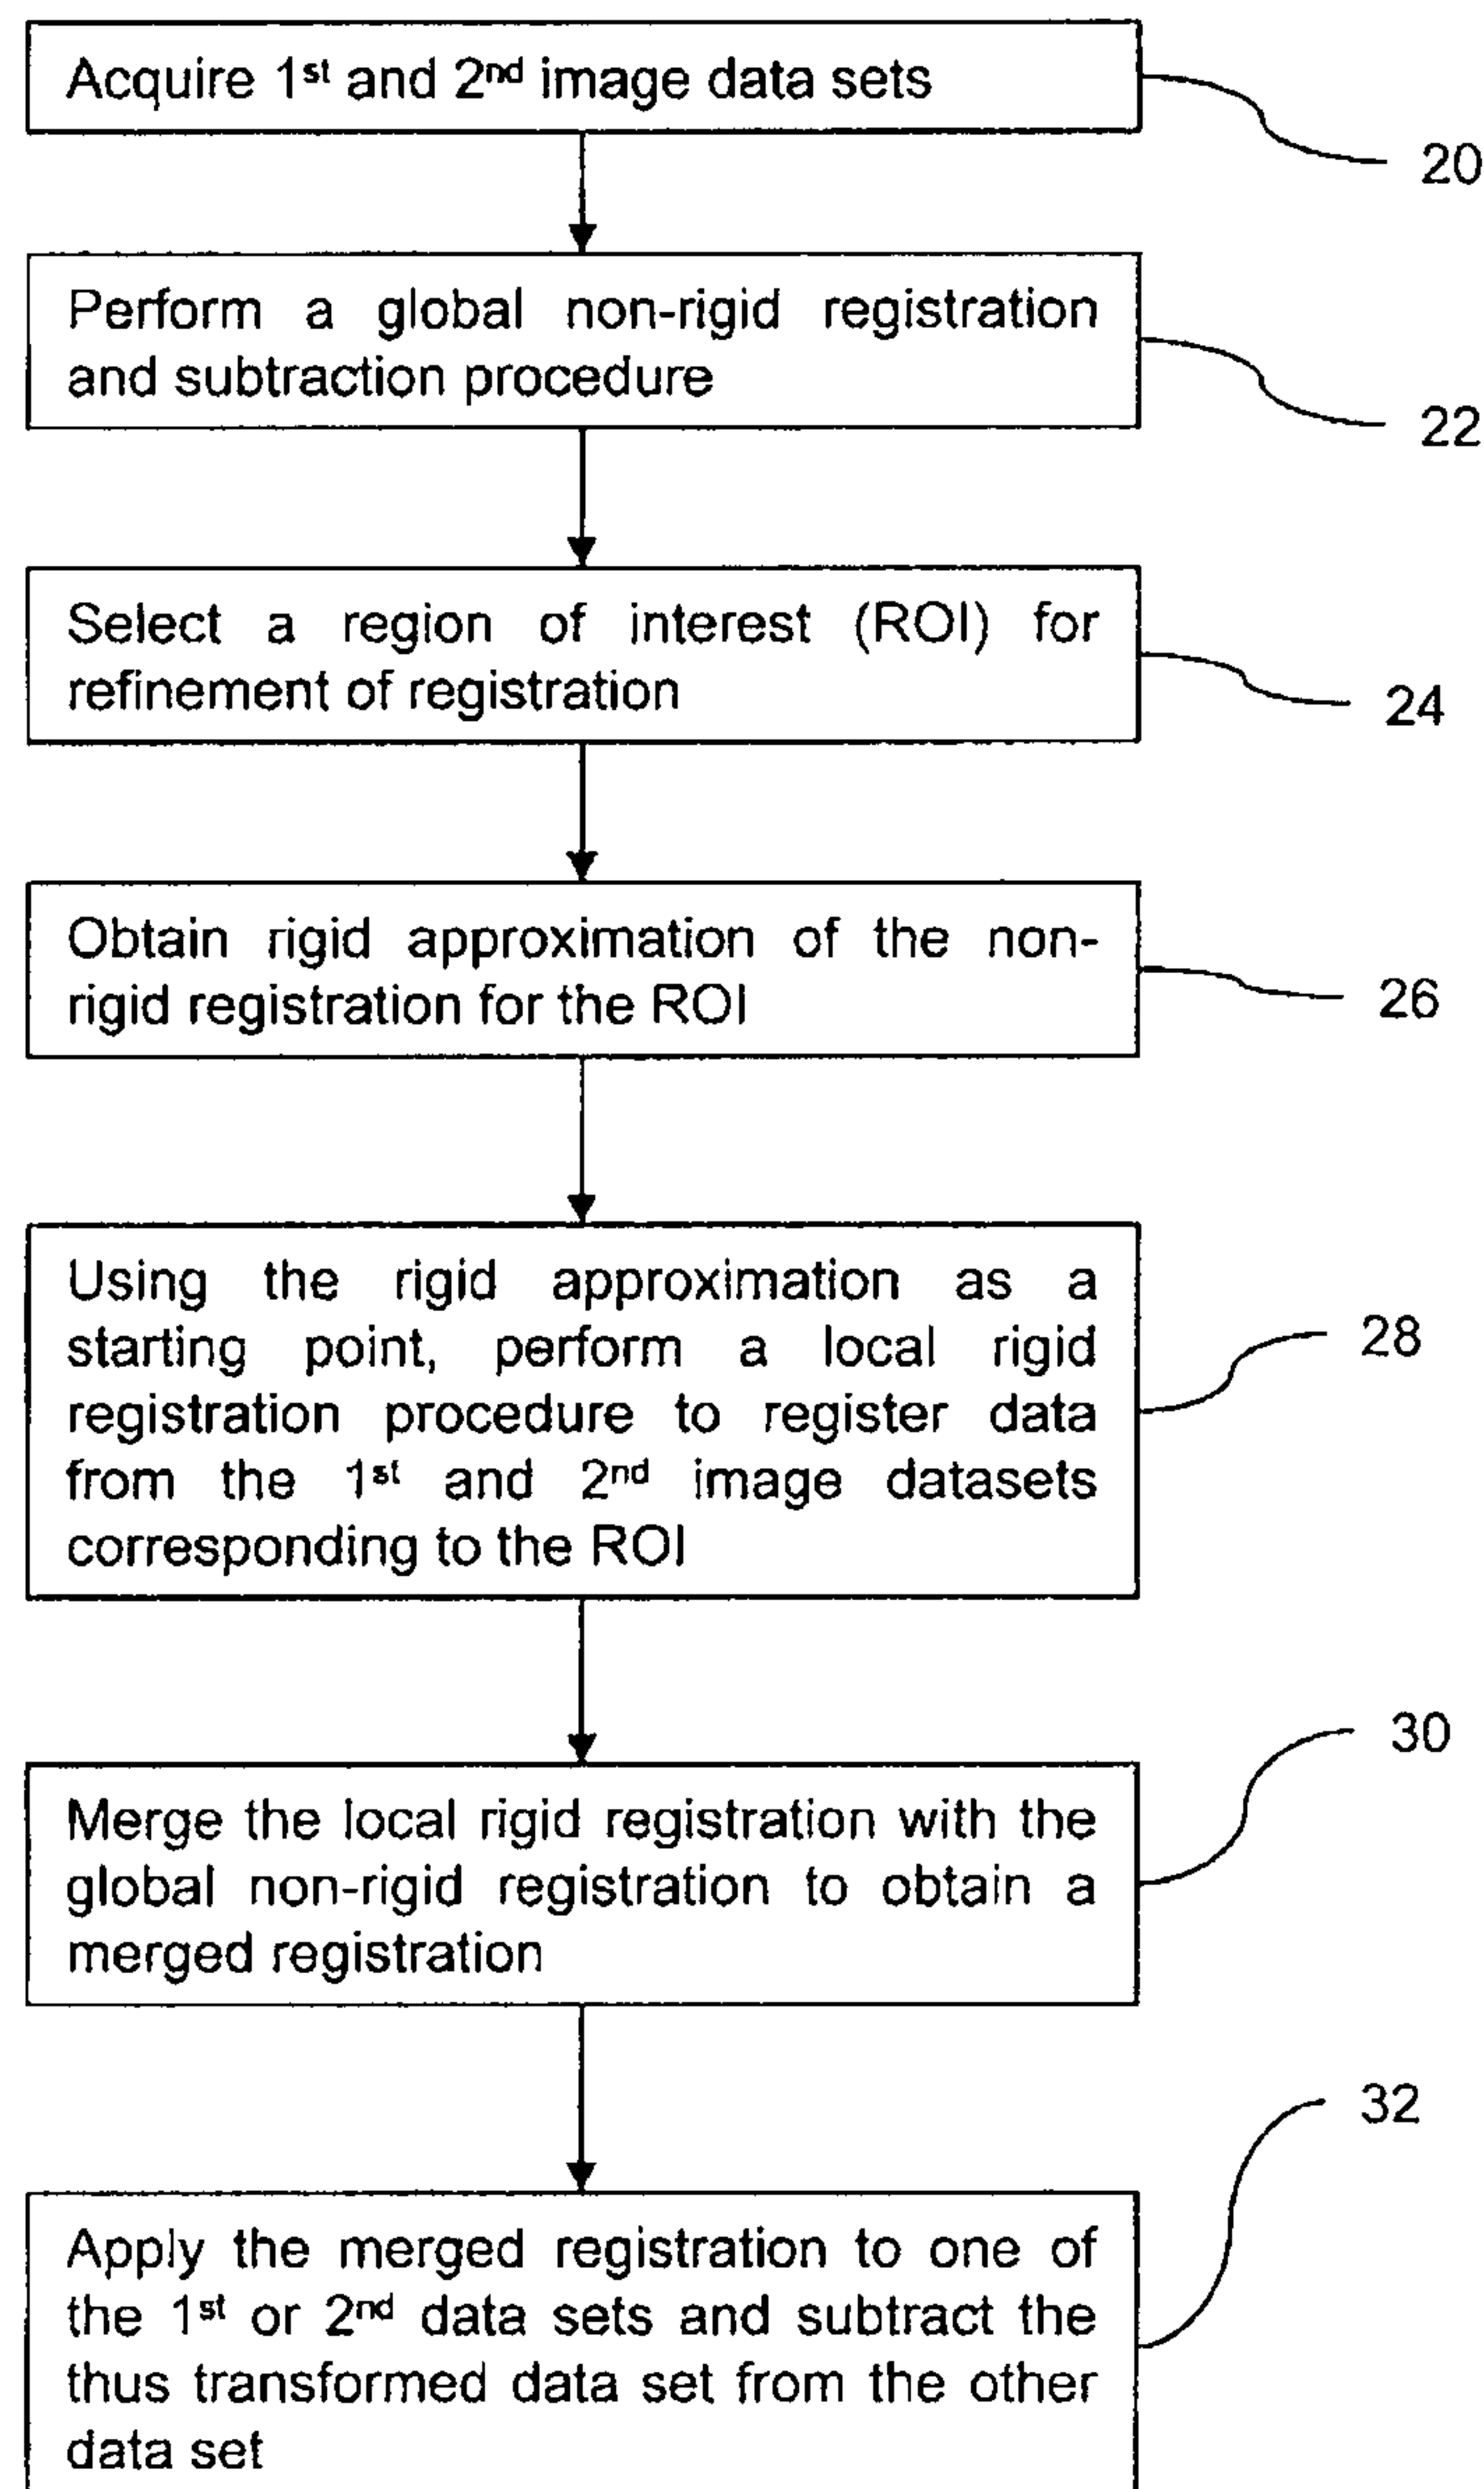 Acquire 1st and 2nd image data sets
20
Perform a global non-rigid registration
and subtraction procedure
22
Select a region of interest (ROI) for
refinement of registration
24
Obtain rigid approximation of the non-
rigid registration for the ROI
26
Using the rigid approximation as a
starting point, perform a local rigid
registration procedure to register data
from the 1st and 2nd image datasets
corresponding to the ROI
28
Merge the local rigid registration with the
global non-rigid registration to obtain a
merged registration
30
Apply the merged registration to one of
the 1st or 2nd data sets and subtract the
thus transformed data set from the other
data set
32